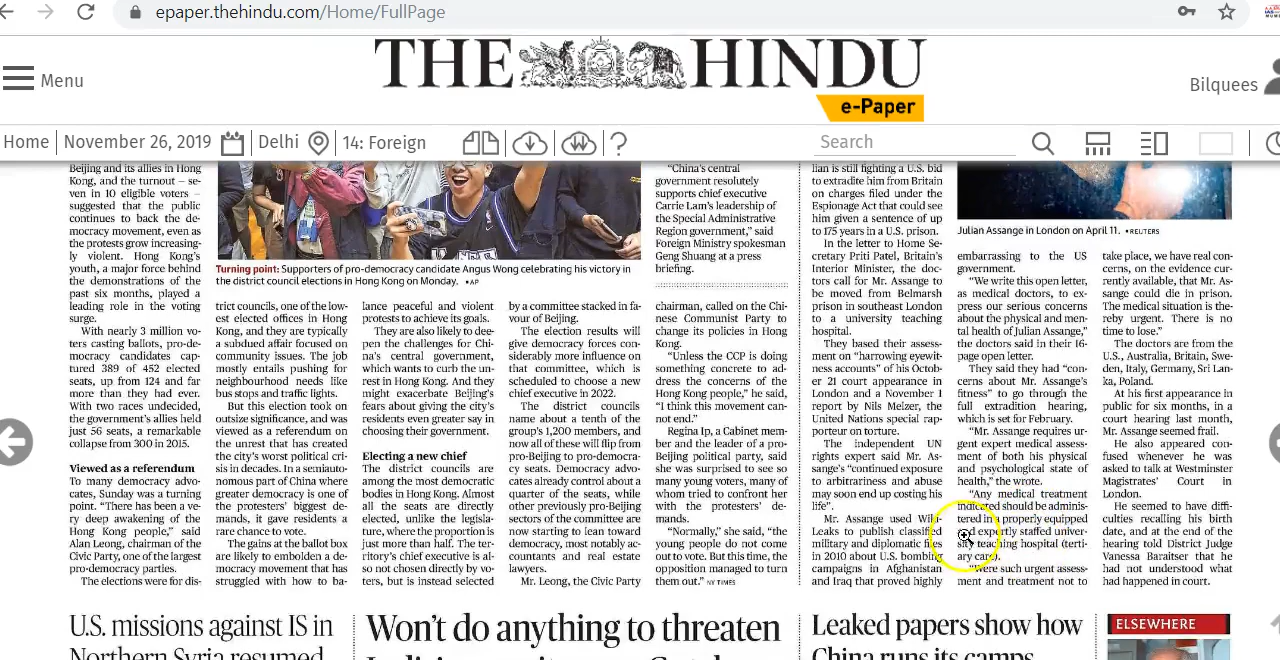 epaper.thehindu.com/Home/FullPage
THE HINDU
e-Paper
Menu
Bilquees
Home
November 26, 2019
Delhi
14: Foreign
?
Search
Beijing and its allies in Hong
Kong, and the turnout – se-
ven in 10 eligible voters –
suggested that the public
continues to back the de-
mocracy movement, even as
the protests grow increasing-
ly violent. Hong Kong's
youth, a major force behind
the demonstrations of the
past six months, played a
leading role in the voting
surge.
With nearly 3 million vo-
ters casting ballots, pro-de-
mocracy candidates cap-
tured 389 of 452 elected
seats, up from 124 and far
more than they had ever.
With two races undecided,
the government's allies held
just 56 seats, a remarkable
collapse from 300 in 2015.
Viewed as a referendum
To many democracy advo-
cates, Sunday was a turning
point. “There has been a ve-
ry deep awakening of the
Hong Kong people,” said
Alan Leong, chairman of the
Civic Party, one of the largest
pro-democracy parties.
The elections were for dis-
Turning point: Supporters of pro-democracy candidate Angus Wong celebrating his victory in
the district council elections in Hong Kong on Monday. •AP
trict councils, one of the low-
est elected offices in Hong
Kong, and they are typically
a subdued affair focused on
community issues. The job
mostly entails pushing for
neighbourhood needs like
bus stops and traffic lights.
But this election took on
outsize significance, and was
viewed as a referendum on
the unrest that has created
the city's worst political cri-
sis in decades. In a semiauto-
nomous part of China where
greater democracy is one of
the protesters' biggest de-
mands, it gave residents a
rare chance to vote.
The gains at the ballot box
are likely to embolden a de-
mocracy movement that has
struggled with how to ba-
lance peaceful and violent
protests to achieve its goals.
They are also likely to dee-
pen the challenges for Chi-
na's central government,
which wants to curb the un-
rest in Hong Kong. And they
might exacerbate Beijing's
fears about giving the city's
residents even greater say in
choosing their government.
Electing a new chief
The district councils are
among the most democratic
bodies in Hong Kong. Almost
all the seats are directly
elected, unlike the legisla-
ture, where the proportion is
just more than half. The ter-
ritory's chief executive is al-
so not chosen directly by vo-
ters, but is instead selected
by a committee stacked in fa-
vour of Beijing.
The election results will
give democracy forces con-
siderably more influence on
that committee, which is
scheduled to choose a new
chief executive in 2022.
The district councils
name about a tenth of the
group's 1,200 members, and
now all of these will flip from
pro-Beijing to pro-democra-
cy seats. Democracy advo-
cates already control about a
quarter of the seats, while
other previously pro-Beijing
sectors of the committee are
now starting to lean toward
democracy, most notably ac-
countants and real estate
lawyers.
Mr. Leong, the Civic Party
“China's central
government resolutely
supports chief executive
Carrie Lam's leadership of
the Special Administrative
Region government,” said
Foreign Ministry spokesman
Geng Shuang at a press
briefing.
chairman, called on the Chi-
nese Communist Party to
change its policies in Hong
Kong.
“Unless the CCP is doing
something concrete to ad-
dress the concerns of the
Hong Kong people,” he said,
“I think this movement can-
not end.”
Regina Ip, a Cabinet mem-
ber and the leader of a pro-
Beijing political party, said
she was surprised to see so
many young voters, many of
whom tried to confront her
with the protesters' de-
mands.
“Normally,” she said, “the
young people do not come
out to vote. But this time, the
opposition managed to turn
them out.” NY TIMES
lian is still fighting a U.S. bid
to extradite him from Britain
on charges filed under the
Espionage Act that could see
him given a sentence of up
to 175 years in a U.S. prison.
In the letter to Home Se-
cretary Priti Patel, Britain's
Interior Minister, the doc-
tors call for Mr. Assange to
be moved from Belmarsh
prison in southeast London
to a university teaching
hospital.
They based their assess-
ment on “harrowing eyewit-
ness accounts” of his Octob-
er 21 court appearance in
London and a November 1
report by Nils Melzer, the
United Nations special rap-
porteur on torture.
The independent UN
rights expert said Mr. As-
sange's “continued exposure
to arbitrariness and abuse
may soon end up costing his
life”.
Mr. Assange used Wiki-
Leaks to publish classified
military and diplomatic files
in 2010 about U.S. bombing
campaigns in Afghanistan
and Iraq that proved highly
Julian Assange in London on April 11. •REUTERS
embarrassing to the US
government.
“We write this open letter,
as medical doctors, to ex-
press our serious concerns
about the physical and men-
tal health of Julian Assange,”
the doctors said in their 16-
page open letter.
They said they had “con-
cerns about Mr. Assange's
fitness” to go through the
full extradition hearing,
which is set for February.
“Mr. Assange requires ur-
gent expert medical assess-
ment of both his physical
and psychological state of
health,” the wrote.
“Any medical treatment
indicated should be adminis-
tered in a properly equipped
and expertly staffed univer-
sity teaching hospital (terti-
ary care).
“Were such urgent assess-
ment and treatment not to
take place, we have real con-
cerns, on the evidence cur-
rently available, that Mr. As-
sange could die in prison.
The medical situation is the-
reby urgent. There is no
time to lose.”
The doctors are from the
U.S., Australia, Britain, Swe-
den, Italy, Germany, Sri Lan-
ka, Poland.
At his first appearance in
public for six months, in a
court hearing last month,
Mr. Assange seemed frail.
He also appeared con-
fused whenever he was
asked to talk at Westminster
Magistrates' Court in
London.
He seemed to have diffi-
culties recalling his birth
date, and at the end of the
hearing told District Judge
Vanessa Baraitser that he
had not understood what
had happened in court.
U.S. missions against IS in
Northern Syria resumed
Won't do anything to threaten
Leaked papers show how
China runs its camps
ELSEWHERE